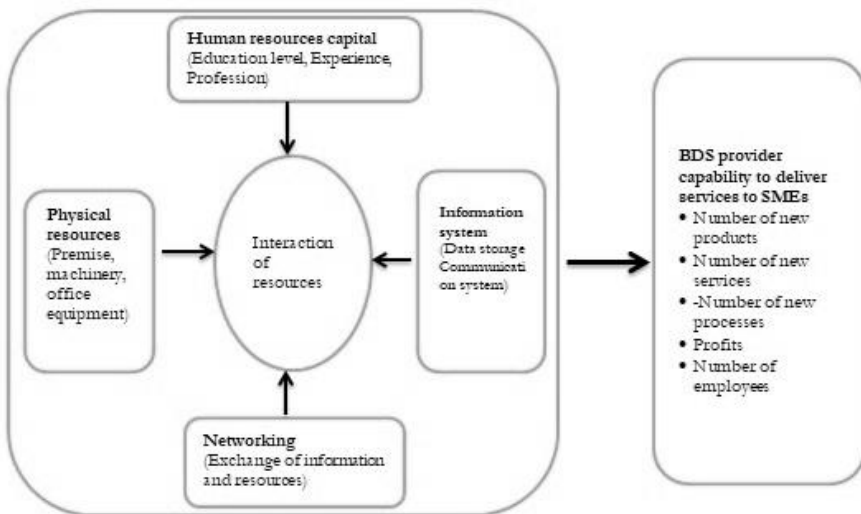 Human resources capital
(Education level, Experience,
Profession)
Physical
resources
(Premise,
machinery,
office
equipment)
Interaction
of
resources
Information
system
(Data storage
Communicati
on system)
Networking
(Exchange of information
and resources)
BDS provider
capability to deliver
services to SMEs
• Number of new
products
• Number of new
services
• -Number of new
processes
• Profits
• Number of
employees